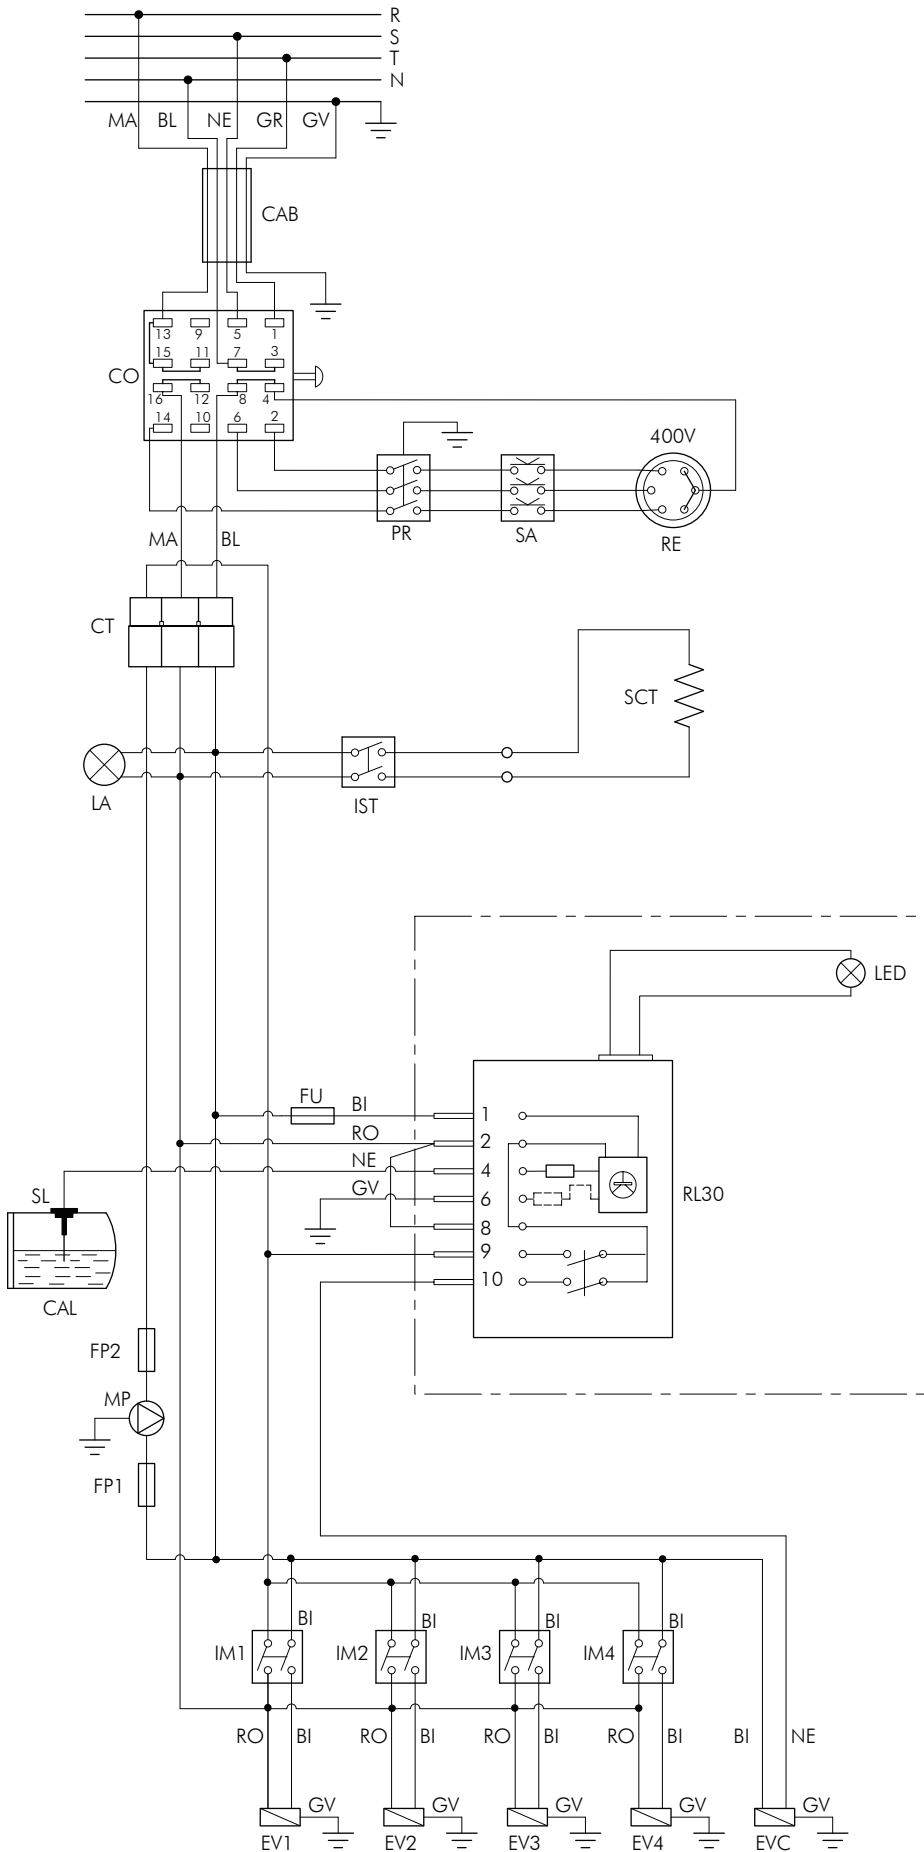 R
S
T
N
MA BL NE GR GV
CAB
13 9 5 1
15 11 7 3
CO
16 12 8 4
14 10 6 2
400V
PR
SA
RE
MA BL
CT
SCT
LA
IST
LED
FU BI 1
RO 2
NE 4
GV 6
RL30
8
9
10
SL
CAL
FP2
MP
FP1
BI BI BI BI
IM1 IM2 IM3 IM4
RO BI RO BI RO BI RO BI BI NE
GV GV GV GV GV
EV1 EV2 EV3 EV4 EVC